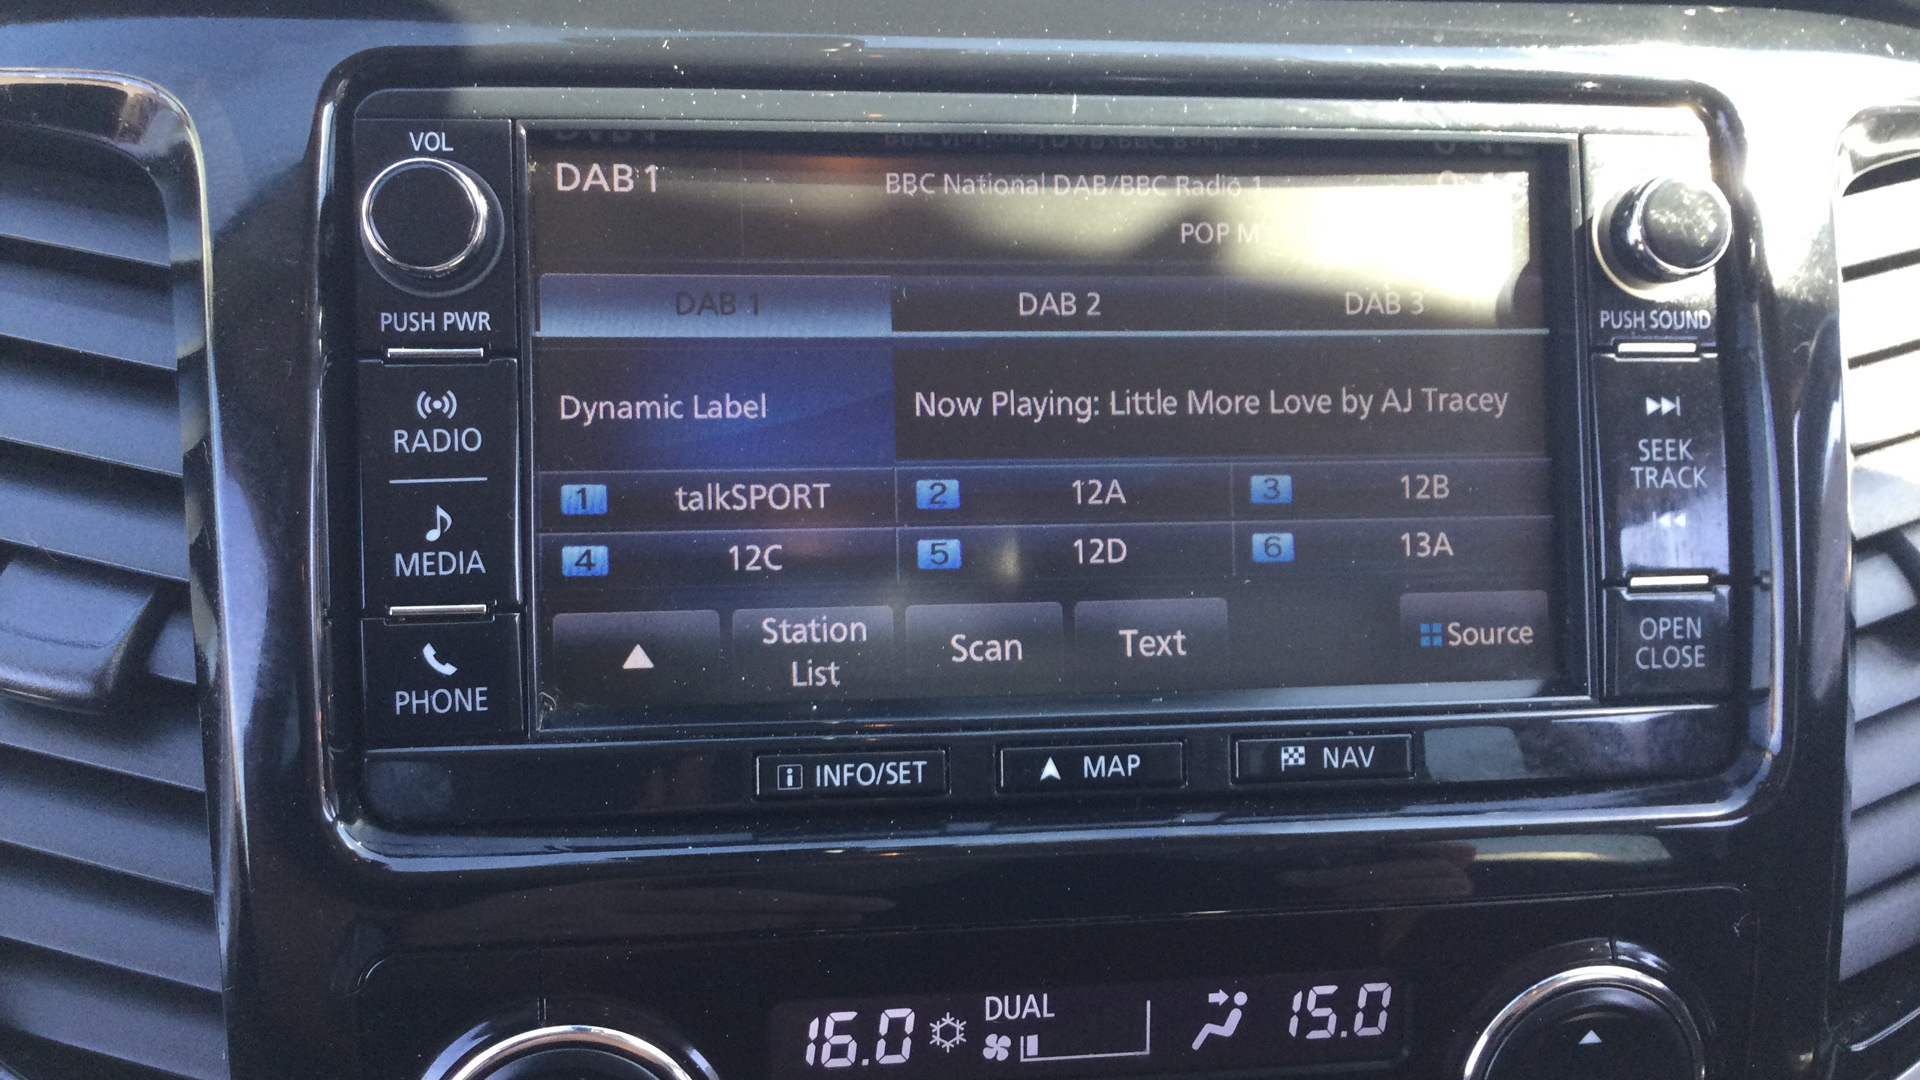 VOL
PUSH PWR
RADIO
MEDIA
PHONE
DAB 1
BBC National DAB/BBC Radio 1
POP M
DAB 1
DAB 2
DAB 3
Dynamic Label
Now Playing: Little More Love by AJ Tracey
1 talkSPORT
2 12A
3 12B
4 12C
5 12D
6 13A
Station
List
Scan
Text
Source
PUSH SOUND
SEEK
TRACK
OPEN
CLOSE
INFO/SET
MAP
NAV
16.0
DUAL
15.0